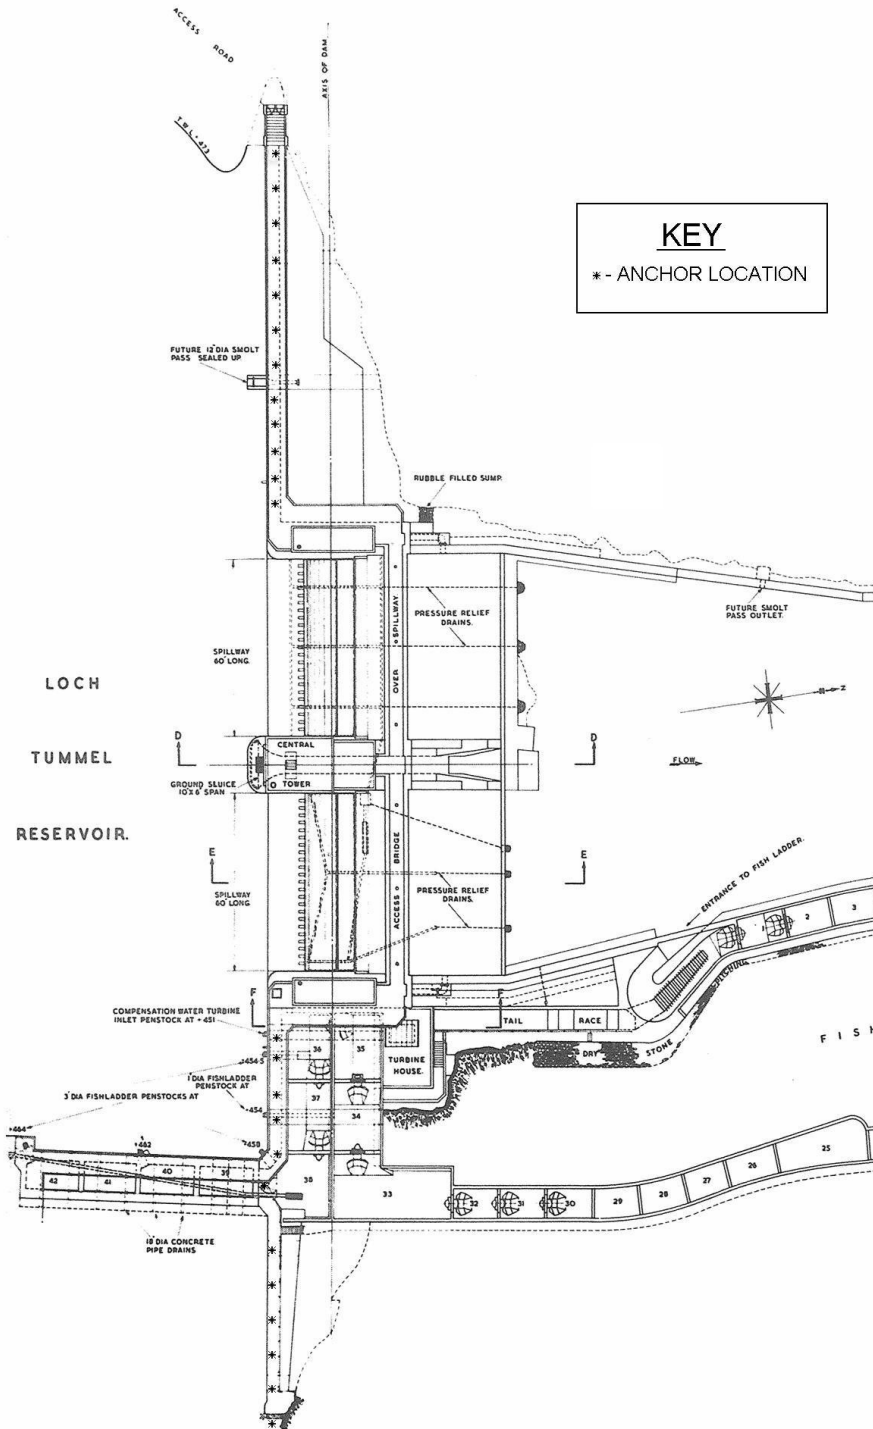 ACCESS ROAD
AXIS OF DAM
T.W.L + 473
KEY
* - ANCHOR LOCATION
FUTURE 12" DIA SMOLT
PASS SEALED UP
RUBBLE FILLED SUMP.
PRESSURE RELIEF
DRAINS.
FUTURE SMOLT
PASS OUTLET.
SPILLWAY
60' LONG
ACCESS BRIDGE OVER SPILLWAY
LOCH
TUMMEL
RESERVOIR.
N
D
D
CENTRAL
TOWER
FLOW
GROUND SLUICE
10' X 6' SPAN
E
E
SPILLWAY
60' LONG
PRESSURE RELIEF
DRAINS.
ENTRANCE TO FISH LADDER.
1
2
3
F
F
COMPENSATION WATER TURBINE
INLET PENSTOCK AT + 451
TAIL RACE
TURBINE
HOUSE.
DRY STONE PITCHING
FISH
36
35
+454·5
1' DIA FISHLADDER
PENSTOCK AT
3' DIA FISHLADDER PENSTOCKS AT
37
34
+454
+464
+462
+458
42
41
40
39
38
33
32
31
30
29
28
27
26
25
18" DIA CONCRETE
PIPE DRAINS